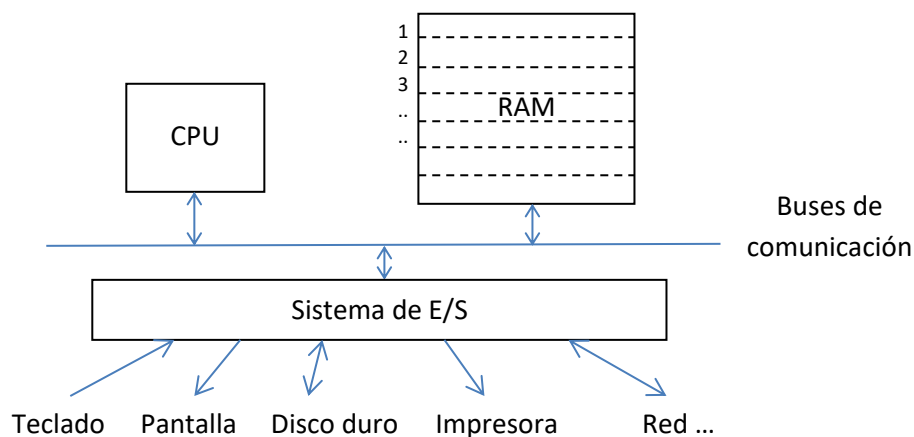 1
2
3
..
..
RAM
CPU
Buses de
comunicación
Sistema de E/S
Teclado
Pantalla
Disco duro
Impresora
Red ...